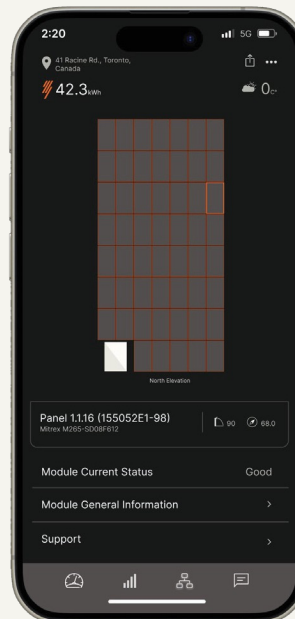 2:20
5G
41 Racine Rd., Toronto,
Canada
42.3kWh
0c°
North Elevation
Panel 1.1.16 (155052E1-98)
Mitrex M265-SD08F612
90
68.0
Module Current Status
Good
Module General Information
Support